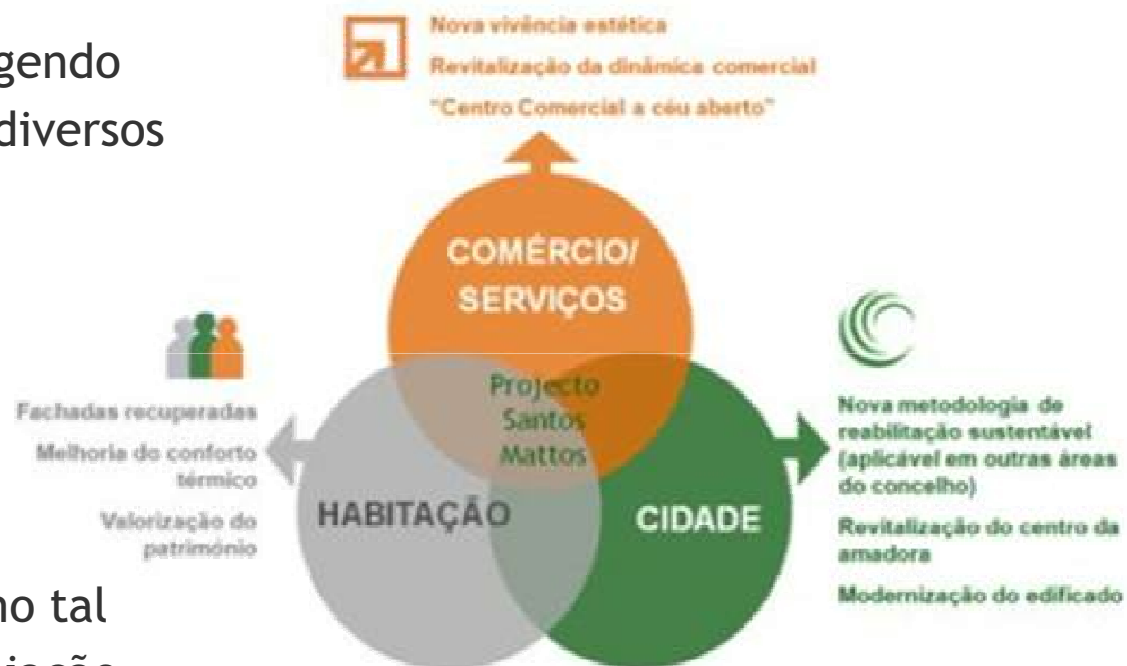 gendo
diversos
Nova vivência estética
Revitalização da dinâmica comercial
"Centro Comercial a céu aberto"
COMÉRCIO/
SERVIÇOS
Projecto
Santos
Mattos
Fachadas recuperadas
Melhoria do conforto
térmico
Valorização do
património
HABITAÇÃO
CIDADE
Nova metodologia de
reabilitação sustentável
(aplicável em outras áreas
do concelho)
Revitalização do centro da
amadora
Modernização do edificado
no tal